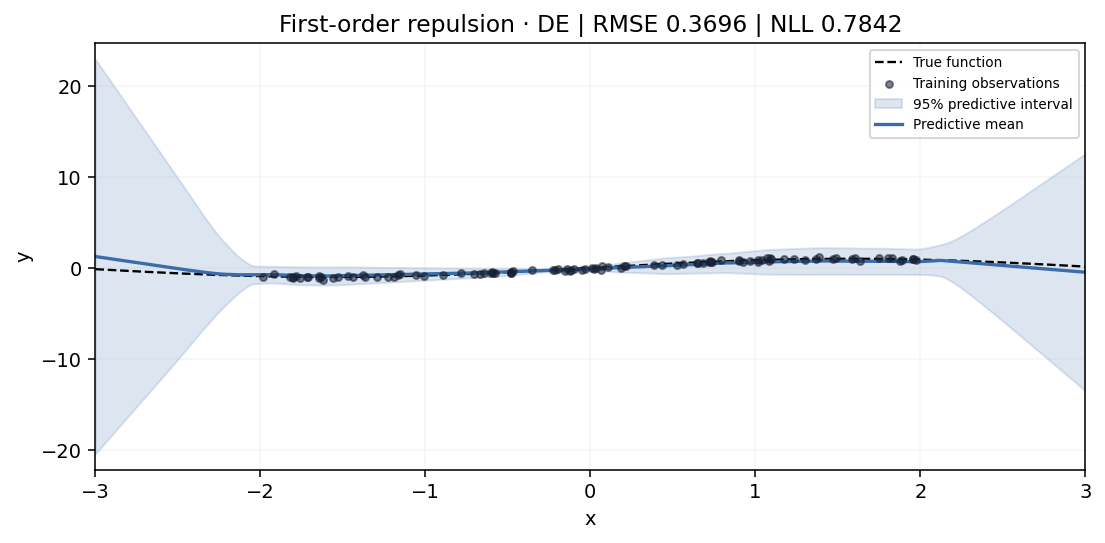 First-order repulsion · DE | RMSE 0.3696 | NLL 0.7842
True function
Training observations
95% predictive interval
Predictive mean
y
20
10
0
−10
−20
−3 −2 −1 0 1 2 3
x